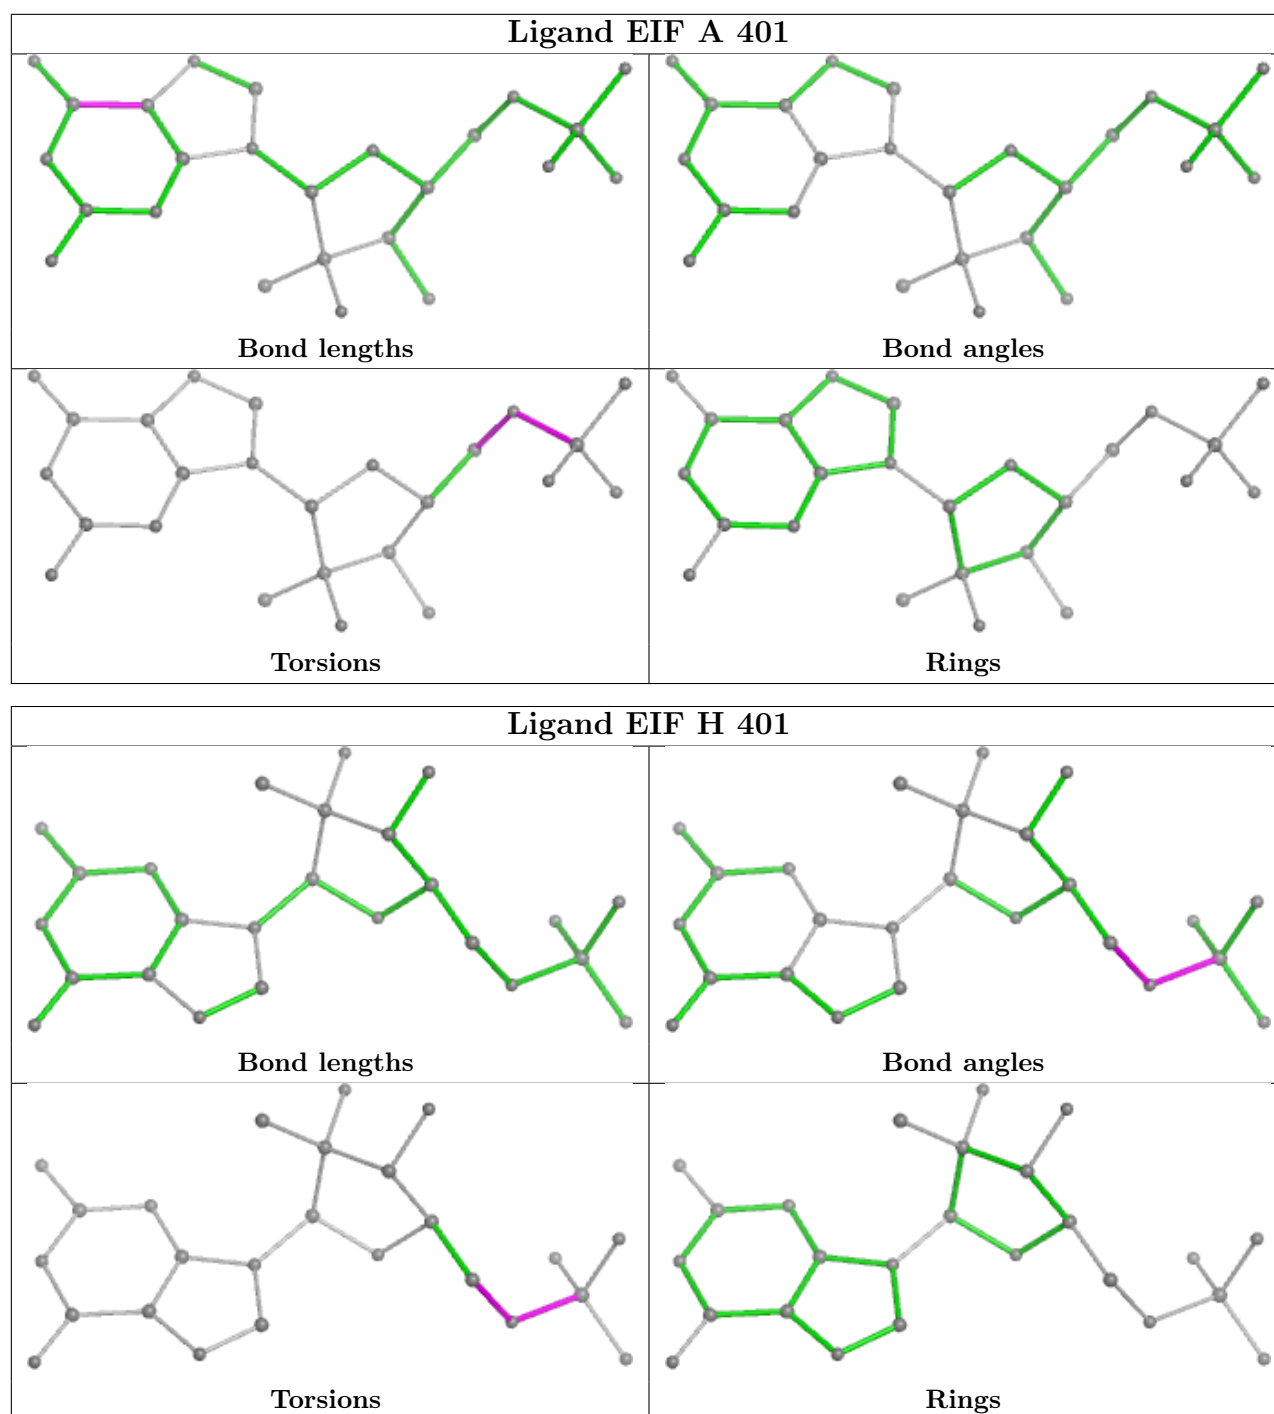 Ligand EIF A 401
Bond lengths
Bond angles
Torsions
Rings
Ligand EIF H 401
Bond lengths
Bond angles
Torsions
Rings